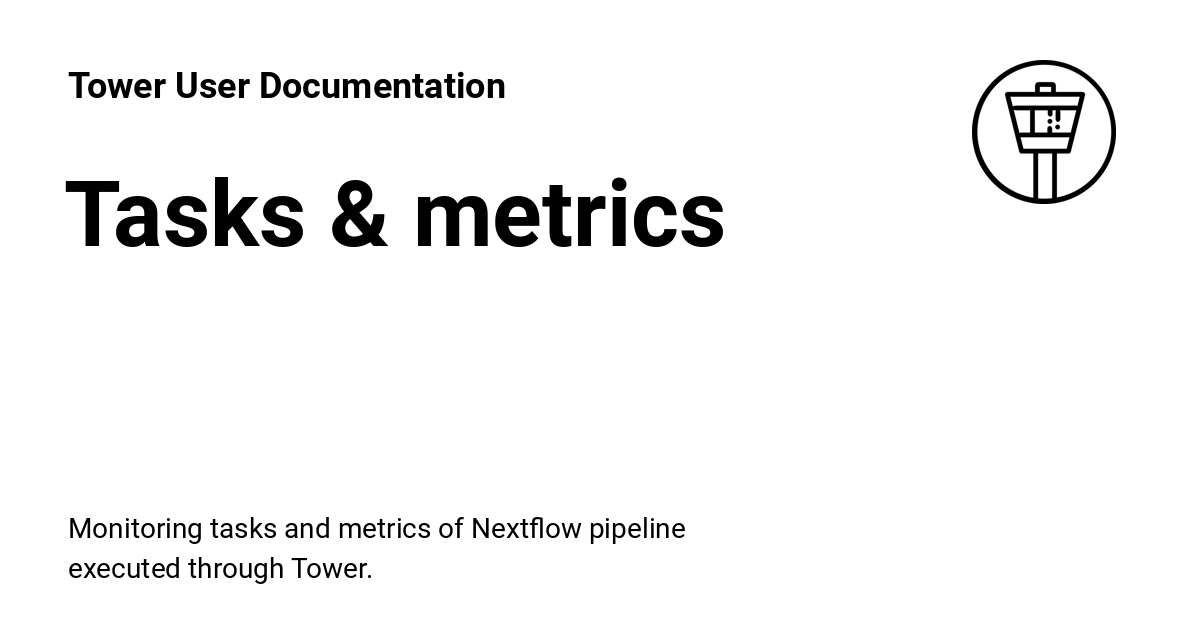 Tower User Documentation
Tasks & metrics
Monitoring tasks and metrics of Nextflow pipeline
executed through Tower.